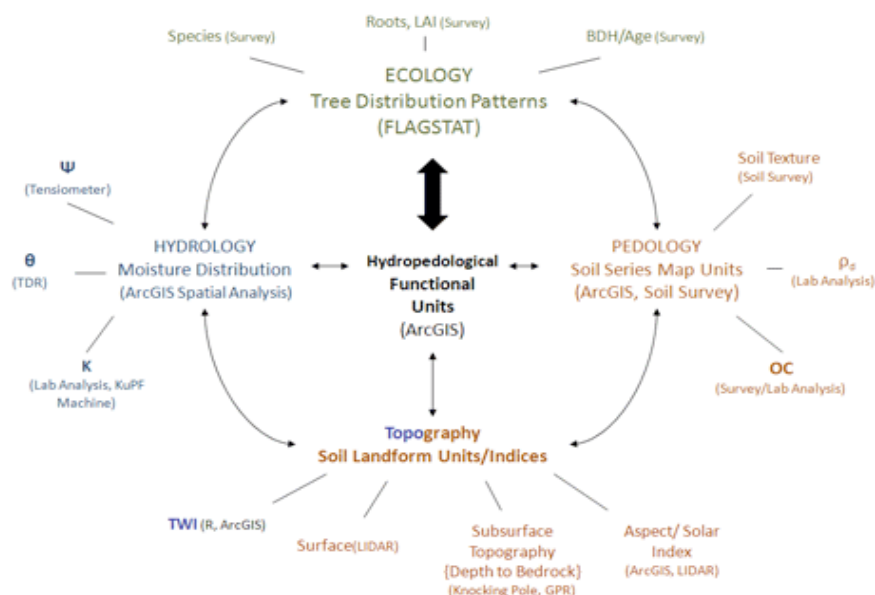 Roots, LAI (Survey)
Species (Survey)
BDH/Age (Survey)
ECOLOGY
Tree Distribution Patterns
(FLAGSTAT)
Ψ
(Tensiometer)
θ
(TDR)
K
(Lab Analysis, KuPF
Machine)
HYDROLOGY
Moisture Distribution
(ArcGIS Spatial Analysis)
Hydropedological
Functional
Units
(ArcGIS)
PEDOLOGY
Soil Series Map Units
(ArcGIS, Soil Survey)
Soil Texture
(Soil Survey)
ρd
(Lab Analysis)
OC
(Survey/Lab Analysis)
Topography
Soil Landform Units/Indices
TWI (R, ArcGIS)
Surface(LIDAR)
Subsurface
Topography
{Depth to Bedrock}
(Knocking Pole, GPR)
Aspect/ Solar
Index
(ArcGIS, LIDAR)